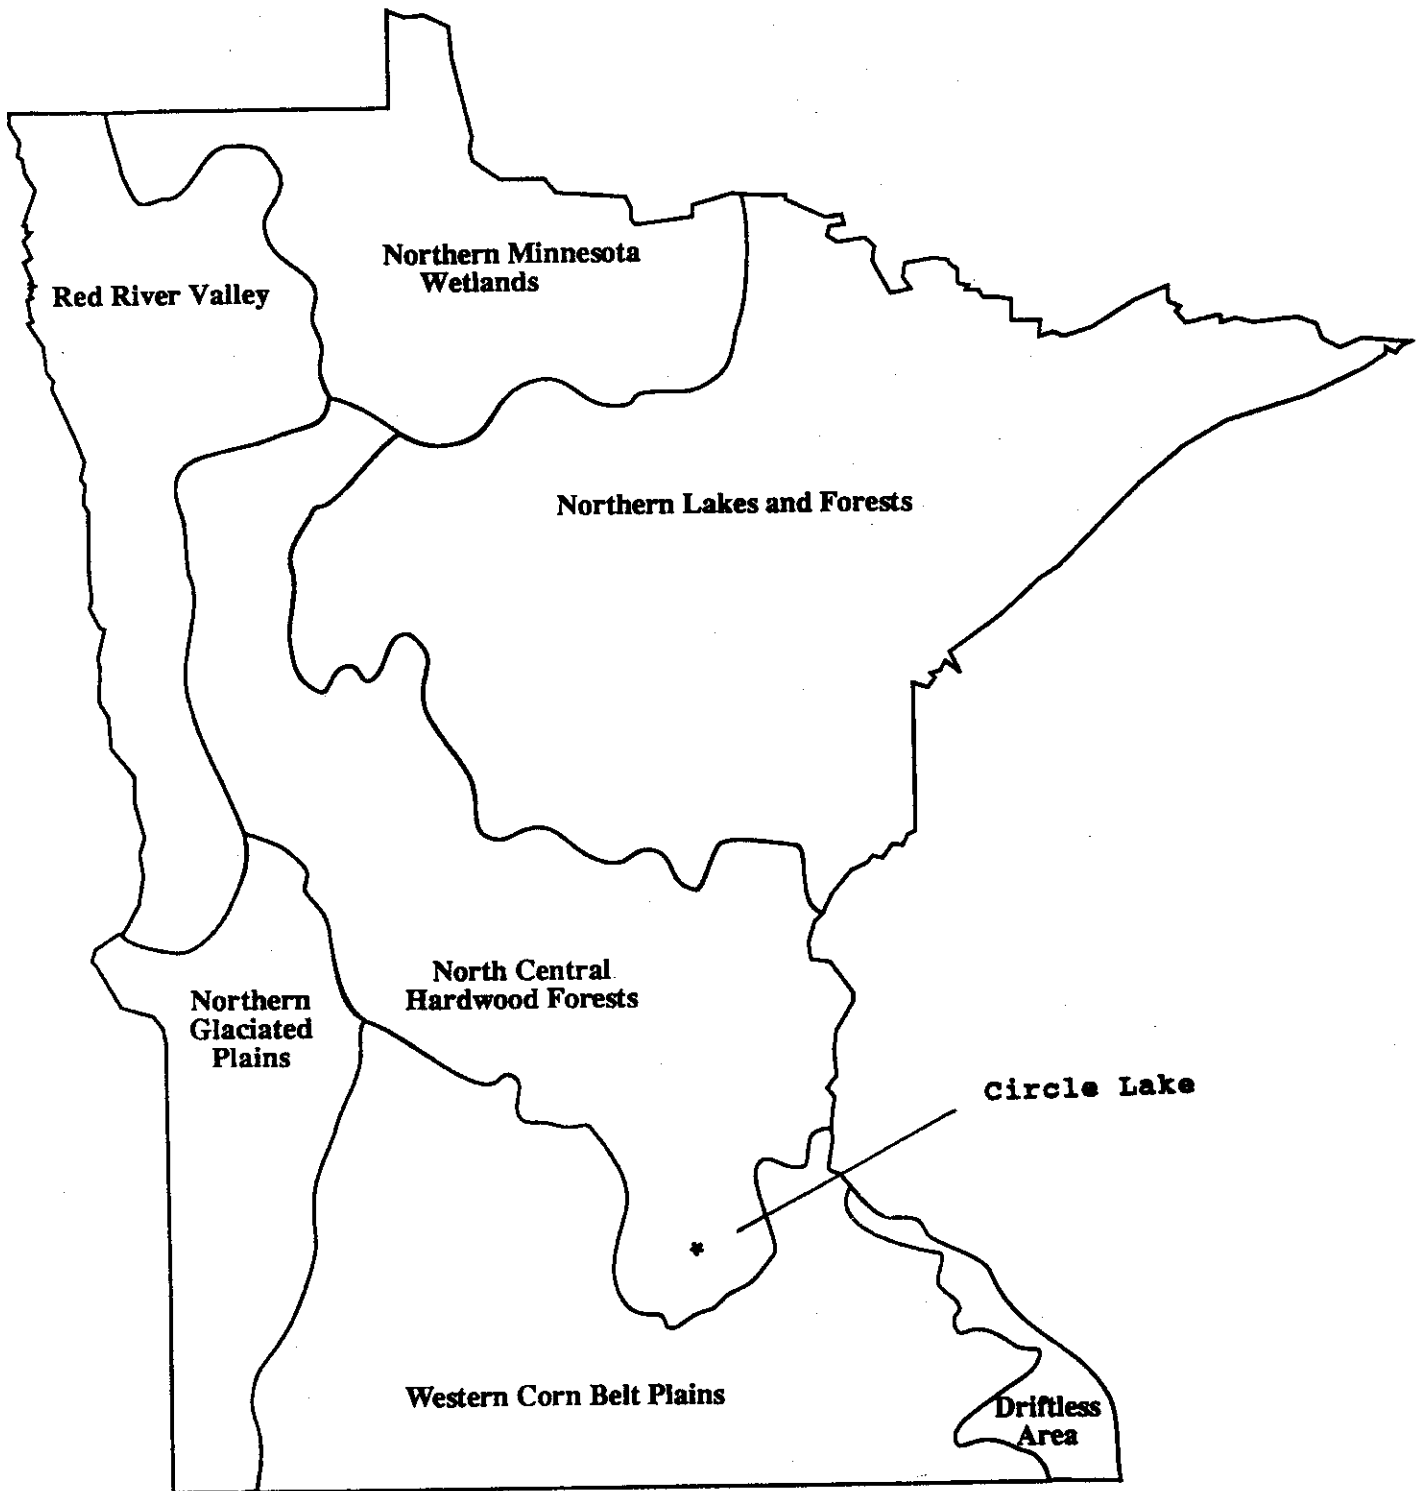 Northern Minnesota
Wetlands
Red River Valley
Northern Lakes and Forests
North Central
Hardwood Forests
Northern
Glaciated
Plains
Circle Lake
*
Western Corn Belt Plains
Driftless
Area